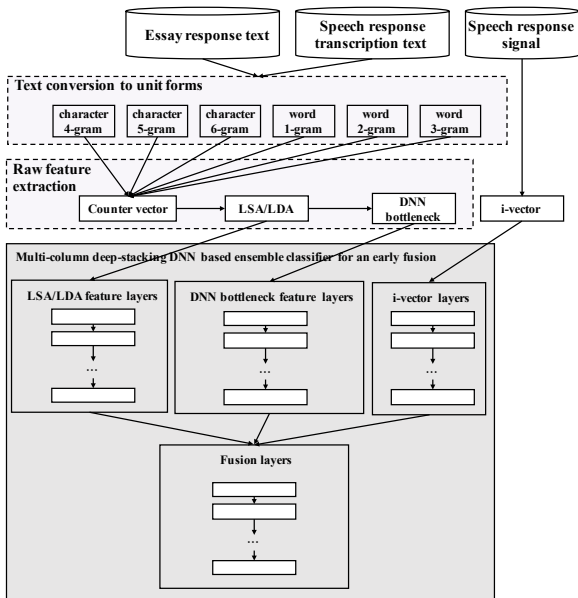 Essay response text
Speech response
transcription text
Speech response
signal
Text conversion to unit forms
character
4-gram
character
5-gram
character
6-gram
word
1-gram
word
2-gram
word
3-gram
Raw feature
extraction
Counter vector
LSA/LDA
DNN
bottleneck
i-vector
Multi-column deep-stacking DNN based ensemble classifier for an early fusion
LSA/LDA feature layers
...
DNN bottleneck feature layers
...
i-vector layers
...
Fusion layers
...